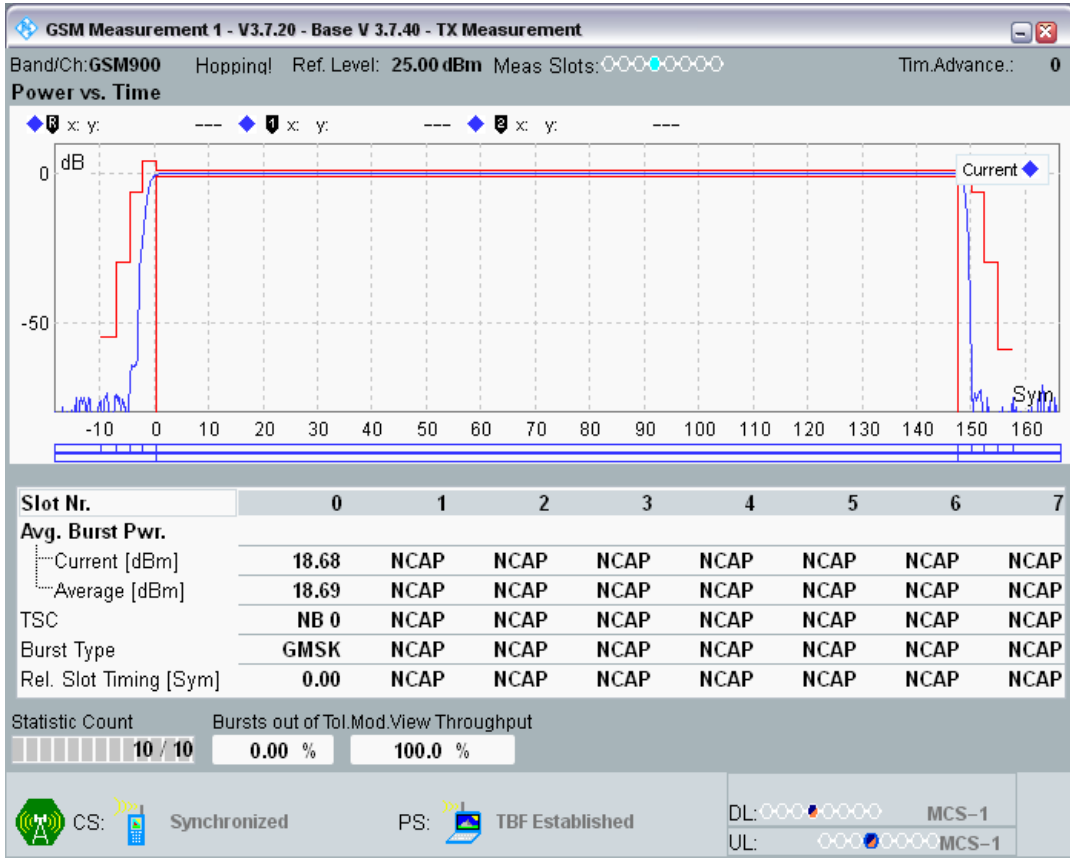 GSM Measurement 1 - V3.7.20 - Base V 3.7.40 - TX Measurement
Band/Ch:GSM900 Hopping! Ref. Level: 25.00 dBm Meas Slots: Tim.Advance.: 0
Power vs. Time
R x: y: --- 1 x: y: --- 2 x: y: ---
dB
Current
0
-50
Sym
-10 0 10 20 30 40 50 60 70 80 90 100 110 120 130 140 150 160
Slot Nr. 0 1 2 3 4 5 6 7
Avg. Burst Pwr.
Current [dBm] 18.68 NCAP NCAP NCAP NCAP NCAP NCAP NCAP
Average [dBm] 18.69 NCAP NCAP NCAP NCAP NCAP NCAP NCAP
TSC NB 0 NCAP NCAP NCAP NCAP NCAP NCAP NCAP
Burst Type GMSK NCAP NCAP NCAP NCAP NCAP NCAP NCAP
Rel. Slot Timing [Sym] 0.00 NCAP NCAP NCAP NCAP NCAP NCAP NCAP
Statistic Count Bursts out of Tol.Mod.View Throughput
10 / 10 0.00 % 100.0 %
CS: Synchronized PS: TBF Established DL: MCS-1
UL: MCS-1